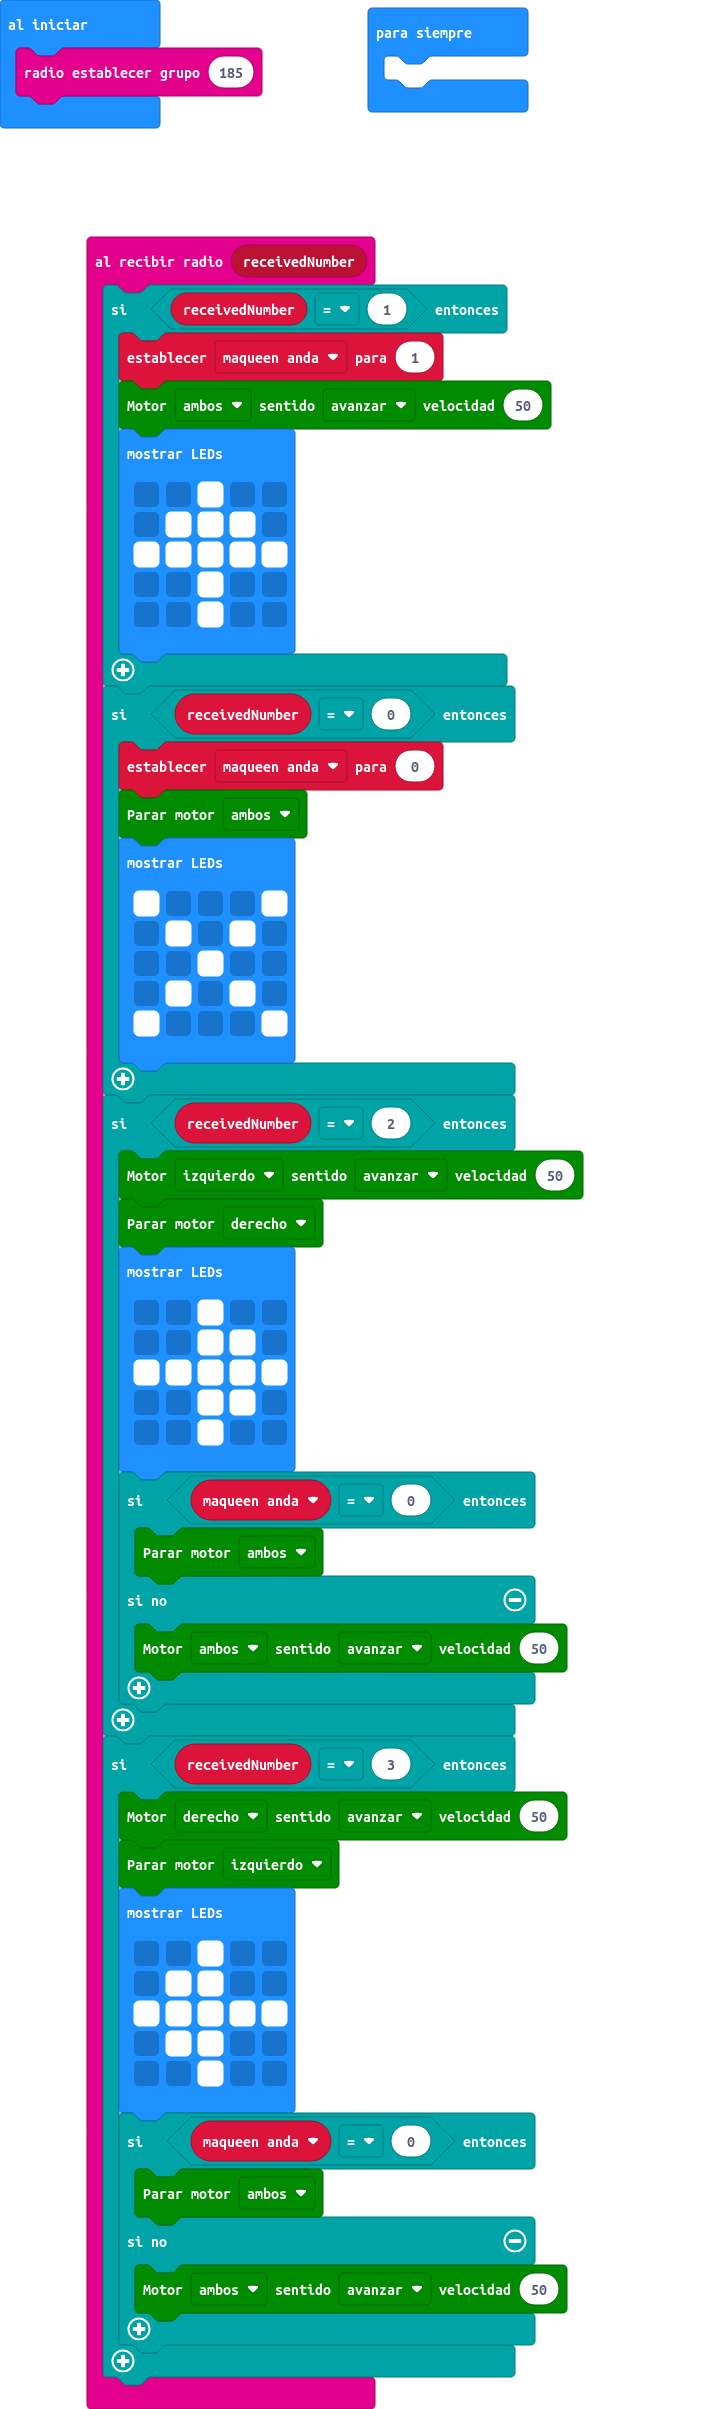 al iniciar
radio establecer grupo 185
para siempre
al recibir radio receivedNumber
si receivedNumber = 1 entonces
establecer maqueen anda para 1
Motor ambos sentido avanzar velocidad 50
mostrar LEDs
si receivedNumber = 0 entonces
establecer maqueen anda para 0
Parar motor ambos
mostrar LEDs
si receivedNumber = 2 entonces
Motor izquierdo sentido avanzar velocidad 50
Parar motor derecho
mostrar LEDs
si maqueen anda = 0 entonces
Parar motor ambos
si no
Motor ambos sentido avanzar velocidad 50
si receivedNumber = 3 entonces
Motor derecho sentido avanzar velocidad 50
Parar motor izquierdo
mostrar LEDs
si maqueen anda = 0 entonces
Parar motor ambos
si no
Motor ambos sentido avanzar velocidad 50